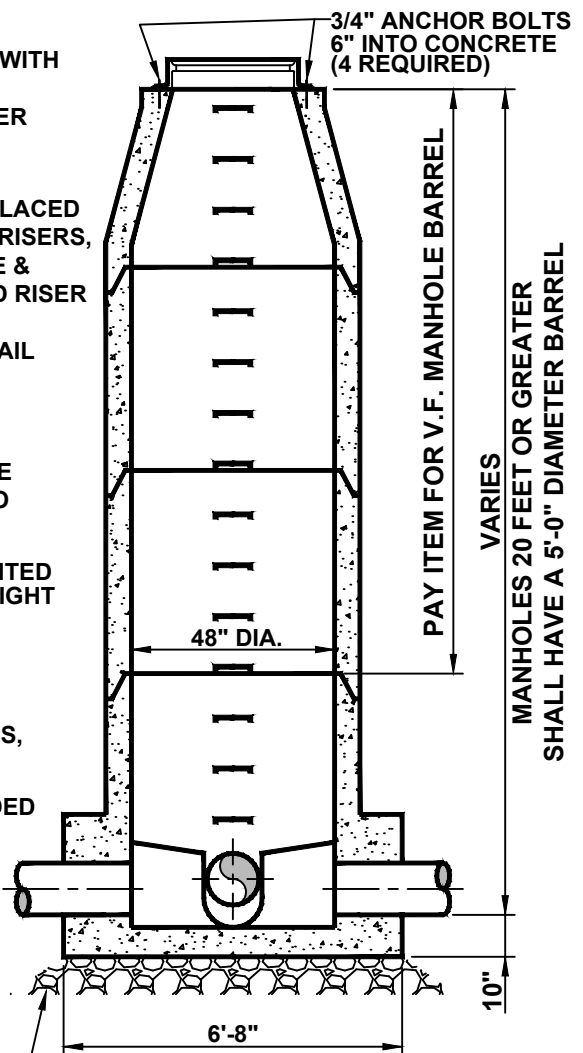 3/4" ANCHOR BOLTS
6" INTO CONCRETE
(4 REQUIRED)
WITH
ER
LACED
RISERS,
E &
D RISER
AIL
E
D
ITED
IGHT
S,
DED
48" DIA.
PAY ITEM FOR V.F. MANHOLE BARREL
VARIES
MANHOLES 20 FEET OR GREATER
SHALL HAVE A 5'-0" DIAMETER BARREL
10"
6'-8"